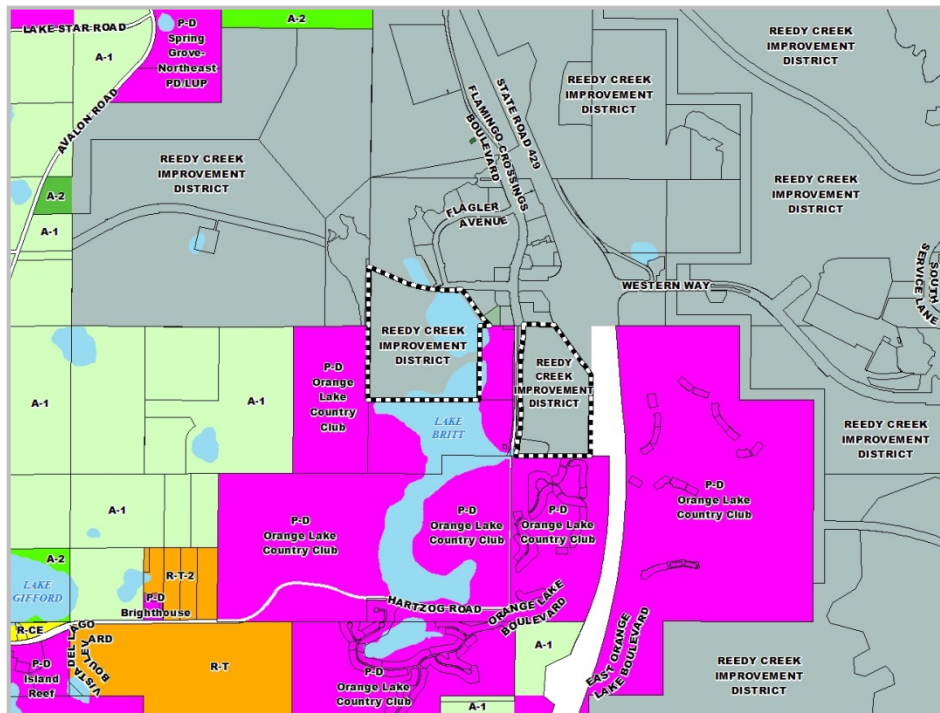 LAKE STAR ROAD
P-D
Spring
Grove-
Northeast
PD/LUP
A-2
A-1
AVALON ROAD
REEDY CREEK
IMPROVEMENT
DISTRICT
REEDY CREEK
IMPROVEMENT
DISTRICT
REEDY CREEK
IMPROVEMENT
DISTRICT
STATE ROAD 429
FLAMINGO CROSSINGS
BOULEVARD
REEDY CREEK
IMPROVEMENT
DISTRICT
A-2
A-1
FLAGLER
AVENUE
SOUTH
SERVICE LANE
WESTERN WAY
REEDY CREEK
IMPROVEMENT
DISTRICT
REEDY CREEK
IMPROVEMENT
DISTRICT
P-D
Orange
Lake
Country
Club
A-1
A-1
LAKE
BRITT
REEDY CREEK
IMPROVEMENT
DISTRICT
A-1
P-D
Orange Lake
Country Club
P-D
Orange Lake
Country Club
P-D
Orange Lake
Country Club
P-D
Orange Lake
Country Club
A-2
LAKE
GIFFORD
R-T-2
P-D
Brighthouse
HARTZOG ROAD
ORANGE LAKE
BOULEVARD
R-CE
VISTA DEL LAGO
BOULEVARD
A-1
EAST ORANGE
LAKE BOULEVARD
P-D
Island
Reef
R-T
P-D
Orange Lake
Country Club
REEDY CREEK
IMPROVEMENT
DISTRICT
A-1